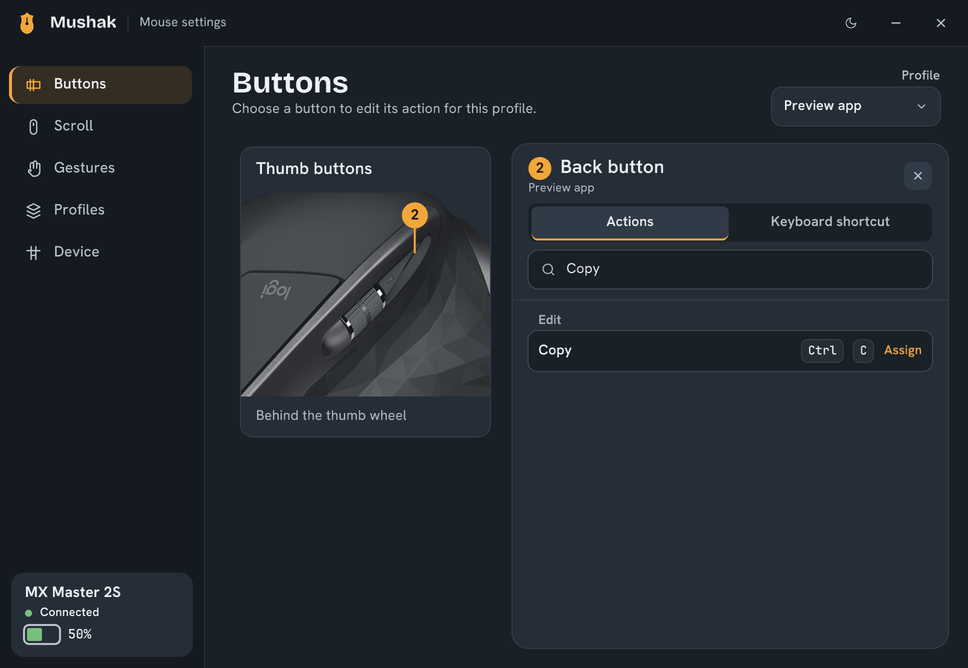 Mushak
Mouse settings
Buttons
Scroll
Gestures
Profiles
Device
MX Master 2S
Connected
50%
Buttons
Choose a button to edit its action for this profile.
Profile
Preview app
Thumb buttons
2
logi
Behind the thumb wheel
2 Back button
Preview app
Actions
Keyboard shortcut
Copy
Edit
Copy Ctrl C Assign